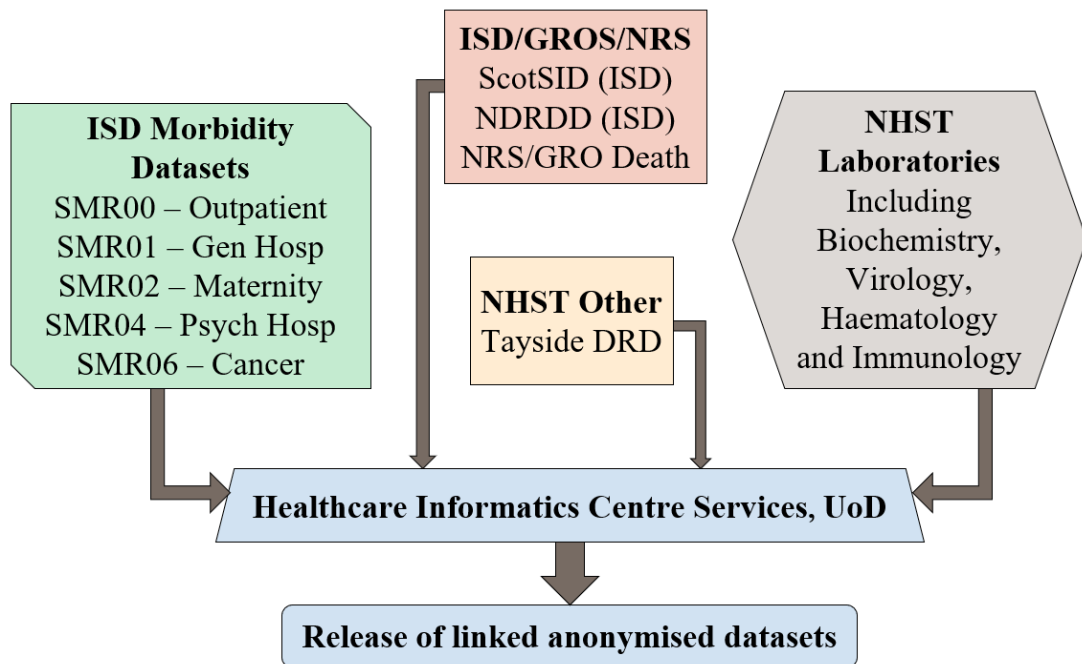 ISD/GROS/NRS
ScotSID (ISD)
NDRDD (ISD)
NRS/GRO Death
ISD Morbidity
Datasets
SMR00 – Outpatient
SMR01 – Gen Hosp
SMR02 – Maternity
SMR04 – Psych Hosp
SMR06 – Cancer
NHST
Laboratories
Including
Biochemistry,
Virology,
Haematology
and Immunology
NHST Other
Tayside DRD
Healthcare Informatics Centre Services, UoD
Release of linked anonymised datasets